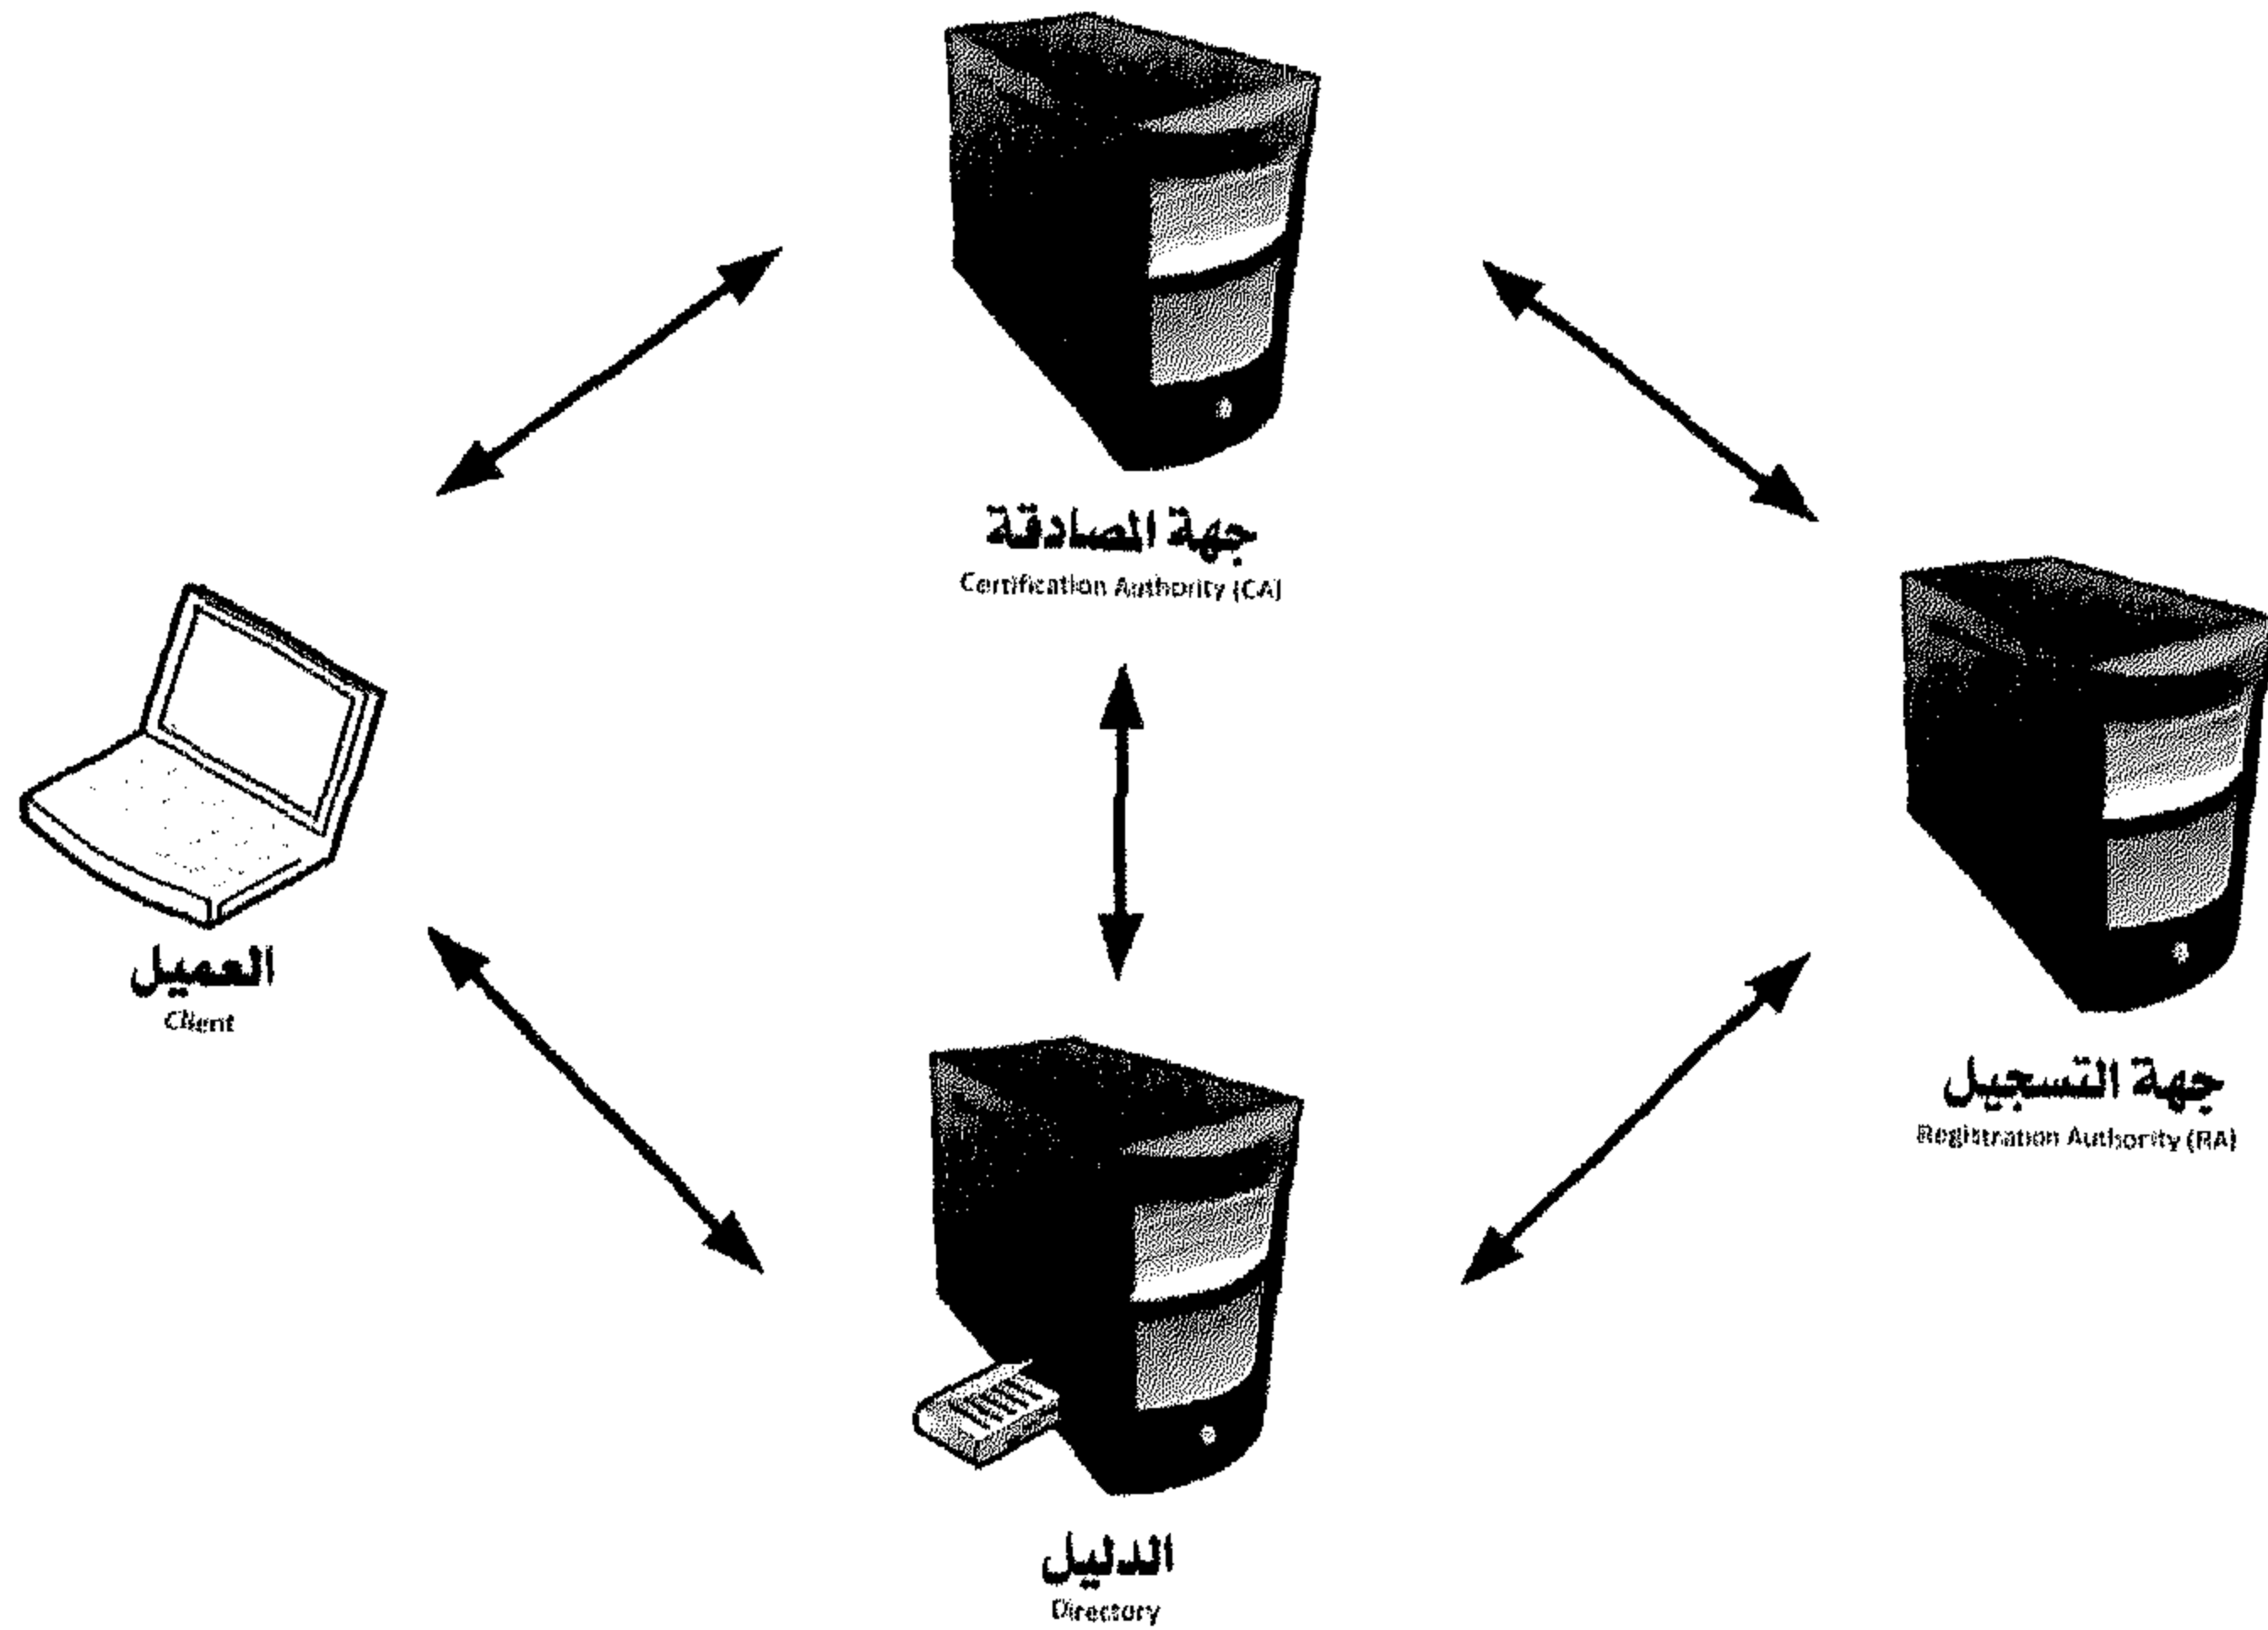 جهة المصادقة
Certification Authority (CA)
العميل
Client
جهة التسجيل
Registration Authority (RA)
الدليل
Directory